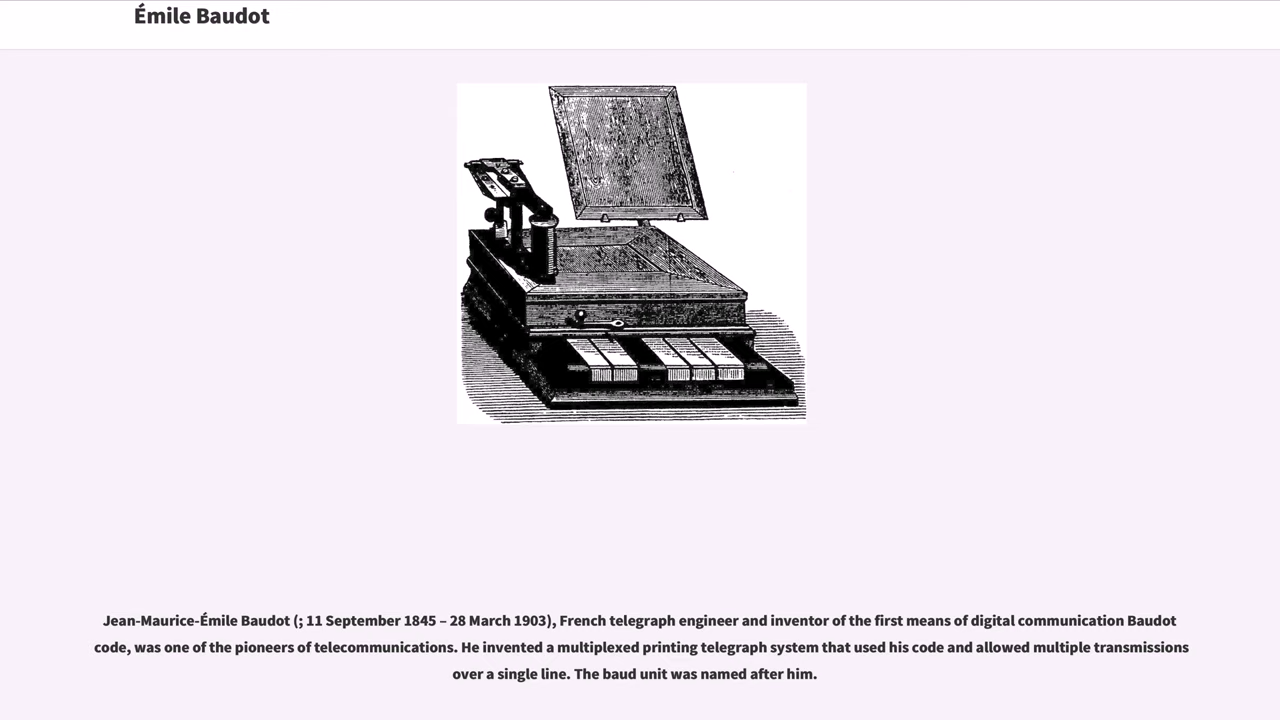 Émile Baudot
Jean-Maurice-Émile Baudot (; 11 September 1845 – 28 March 1903), French telegraph engineer and inventor of the first means of digital communication Baudot
code, was one of the pioneers of telecommunications. He invented a multiplexed printing telegraph system that used his code and allowed multiple transmissions
over a single line. The baud unit was named after him.